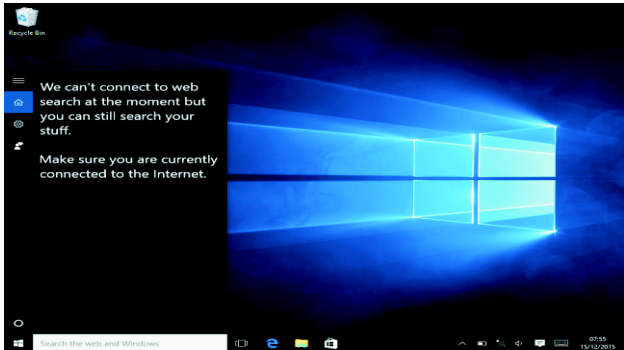 Recycle Bin
We can't connect to web
search at the moment but
you can still search your
stuff.
Make sure you are currently
connected to the Internet.
Search the web and Windows
07:55
15/12/2015